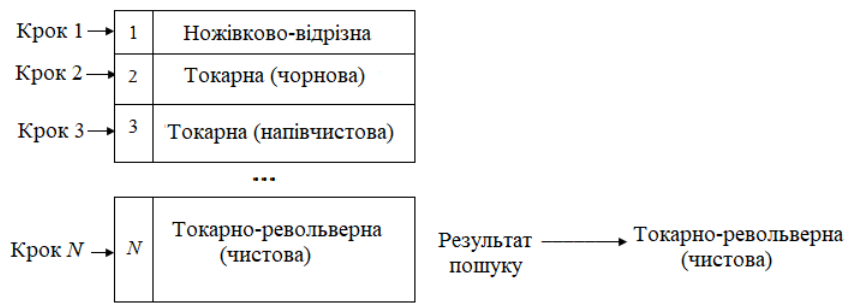 Крок 1 1 Ножівково-відрізна
Крок 2 2 Токарна (чорнова)
Крок 3 3 Токарна (напівчистова)
...
Крок N N Токарно-револьверна
(чистова)
Результат
пошуку
Токарно-револьверна
(чистова)